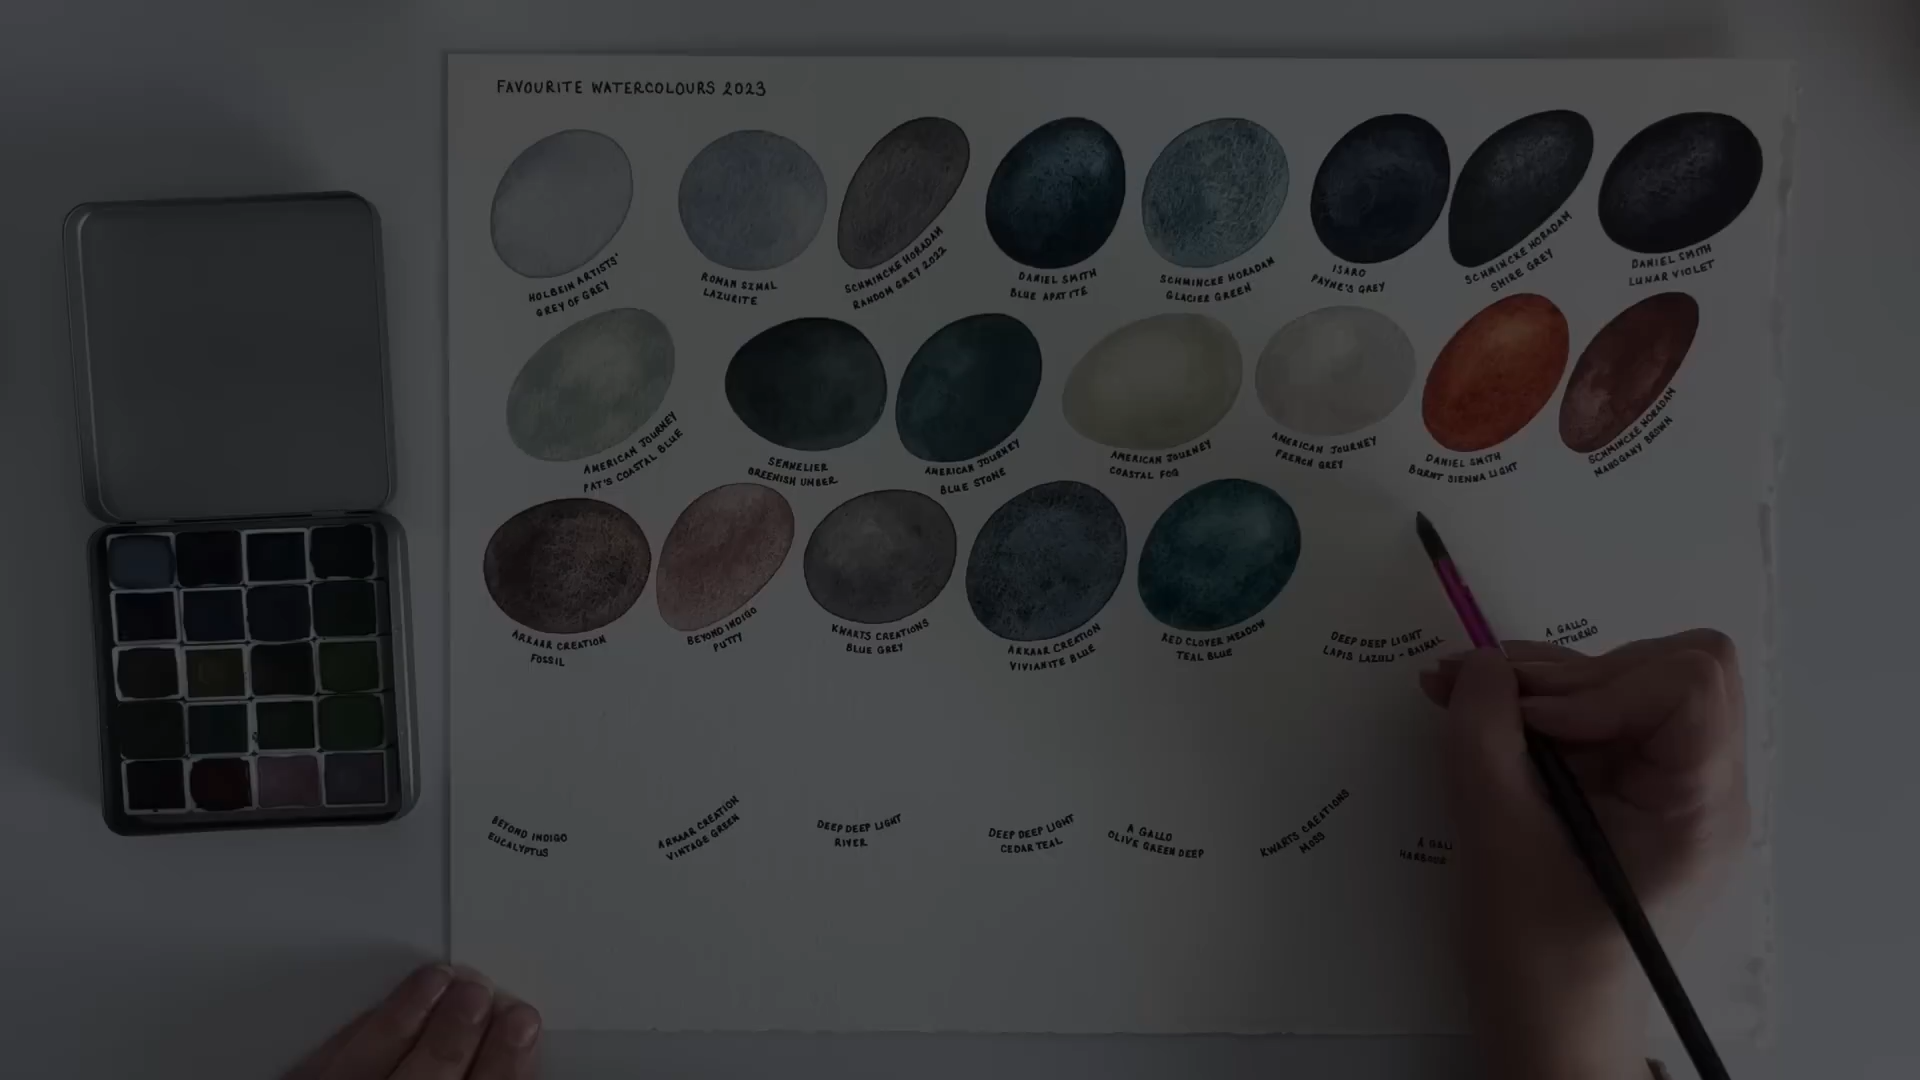 FAVOURITE WATERCOLOURS 2023
HOLBEIN ARTISTS'
GREY OF GREY
ROMAN SZMAL
LAZURITE
SCHMINCKE HORADAM
RANDOM GREY 2022
DANIEL SMITH
BLUE APATITE
SCHMINCKE HORADAM
GLACIER GREEN
ISARO
PAYNE'S GREY
SCHMINCKE HORADAM
SHIRE GREY
DANIEL SMITH
LUNAR VIOLET
AMERICAN JOURNEY
PAT'S COASTAL BLUE
SENNELIER
GREENISH UMBER
AMERICAN JOURNEY
BLUE STONE
AMERICAN JOURNEY
COASTAL FOG
AMERICAN JOURNEY
FRENCH GREY
DANIEL SMITH
BURNT SIENNA LIGHT
SCHMINCKE HORADAM
MAHOGANY BROWN
ARKAAR CREATION
FOSSIL
BEYOND INDIGO
PUTTY
KWARTS CREATIONS
BLUE GREY
ARKAAR CREATION
VIVIANITE BLUE
RED CLOVER MEADOW
TEAL BLUE
DEEP DEEP LIGHT
LAPIS LAZULI - BAIKAL
A GALLO
BEYOND INDIGO
EUCALYPTUS
ARKAAR CREATION
VINTAGE GREEN
DEEP DEEP LIGHT
RIVER
DEEP DEEP LIGHT
CEDAR TEAL
A GALLO
OLIVE GREEN DEEP
KWARTS CREATIONS
MOSS
A GAL